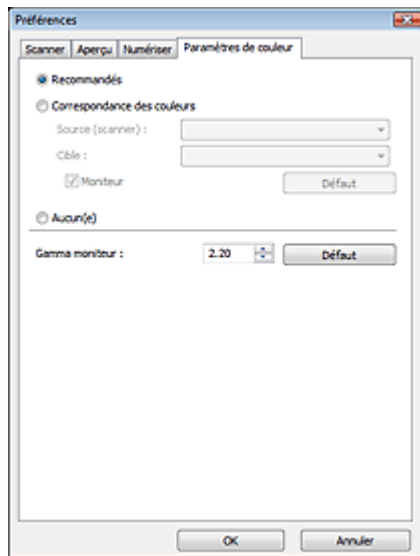 Préférences
Scanner Aperçu Numériser Paramètres de couleur
Recommandés
Correspondance des couleurs
Source (scanner) :
Cible :
Moniteur Défaut
Aucun(e)
Gamma moniteur : 2.20 Défaut
OK Annuler